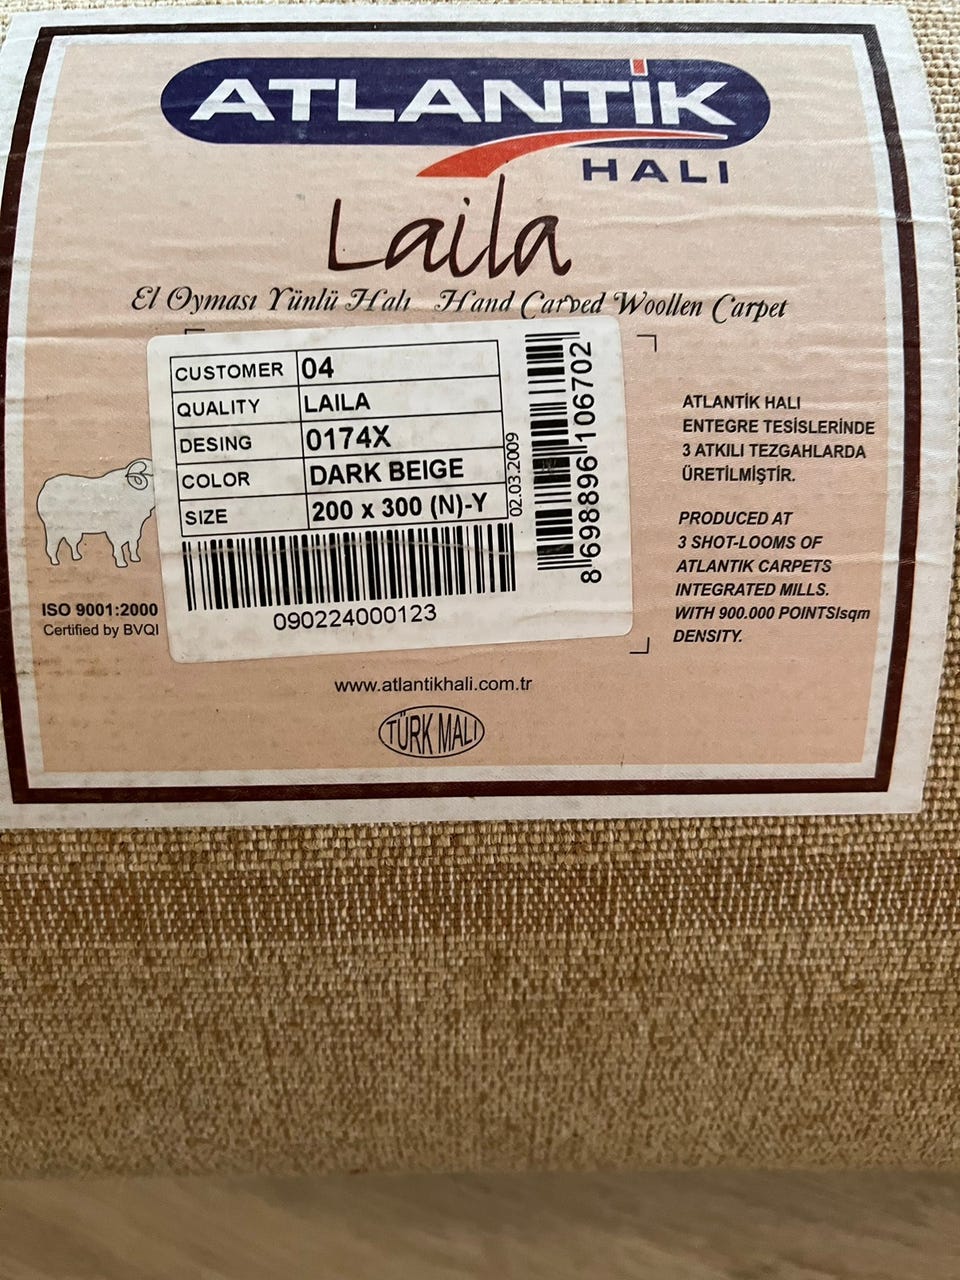 ATLANTİK
HALI
Laila
El Oyması Yünlü Halı Hand Carved Woollen Carpet
CUSTOMER 04
QUALITY LAILA
DESING 0174X
COLOR DARK BEIGE
SIZE 200 x 300 (N)-Y
02.03.2009
8 698896 106702
090224000123
ATLANTİK HALI
ENTEGRE TESİSLERİNDE
3 ATKILI TEZGAHLARDA
ÜRETİLMİŞTİR.
PRODUCED AT
3 SHOT-LOOMS OF
ATLANTIK CARPETS
INTEGRATED MILLS.
WITH 900.000 POINTS/sqm
DENSITY.
ISO 9001:2000
Certified by BVQI
www.atlantikhali.com.tr
TÜRK MALI